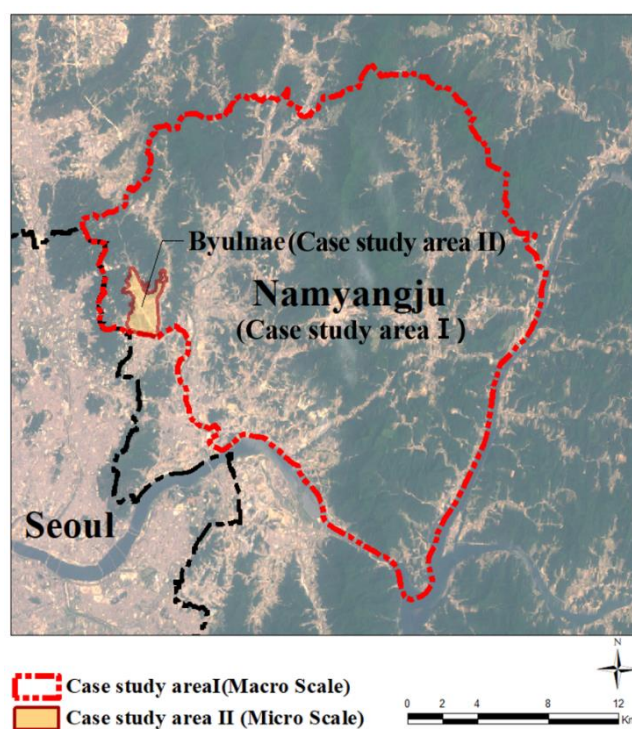 Byulnae (Case study area II)
Namyangju
(Case study area I)
Seoul
N
Case study areaI(Macro Scale)
Case study area II (Micro Scale)
0 2 4 8 12
Km